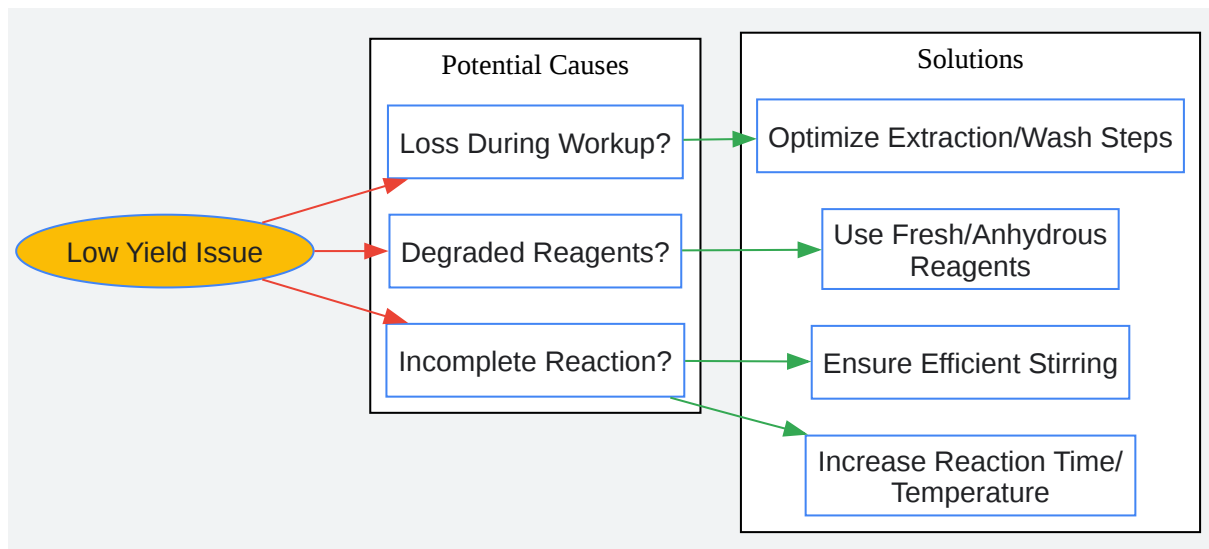 Low Yield Issue
Potential Causes
Loss During Workup?
Degraded Reagents?
Incomplete Reaction?
Solutions
Optimize Extraction/Wash Steps
Use Fresh/Anhydrous
Reagents
Ensure Efficient Stirring
Increase Reaction Time/
Temperature